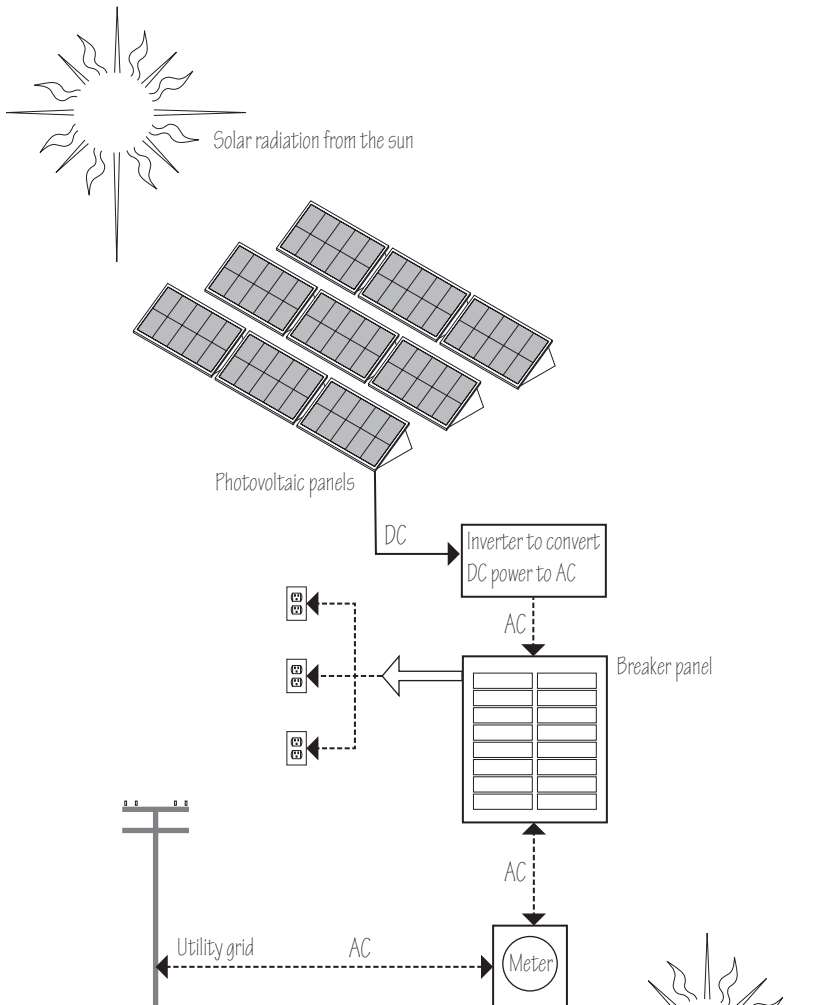 Solar radiation from the sun
Photovoltaic panels
DC
Inverter to convert
DC power to AC
AC
Breaker panel
AC
Utility grid
AC
Meter